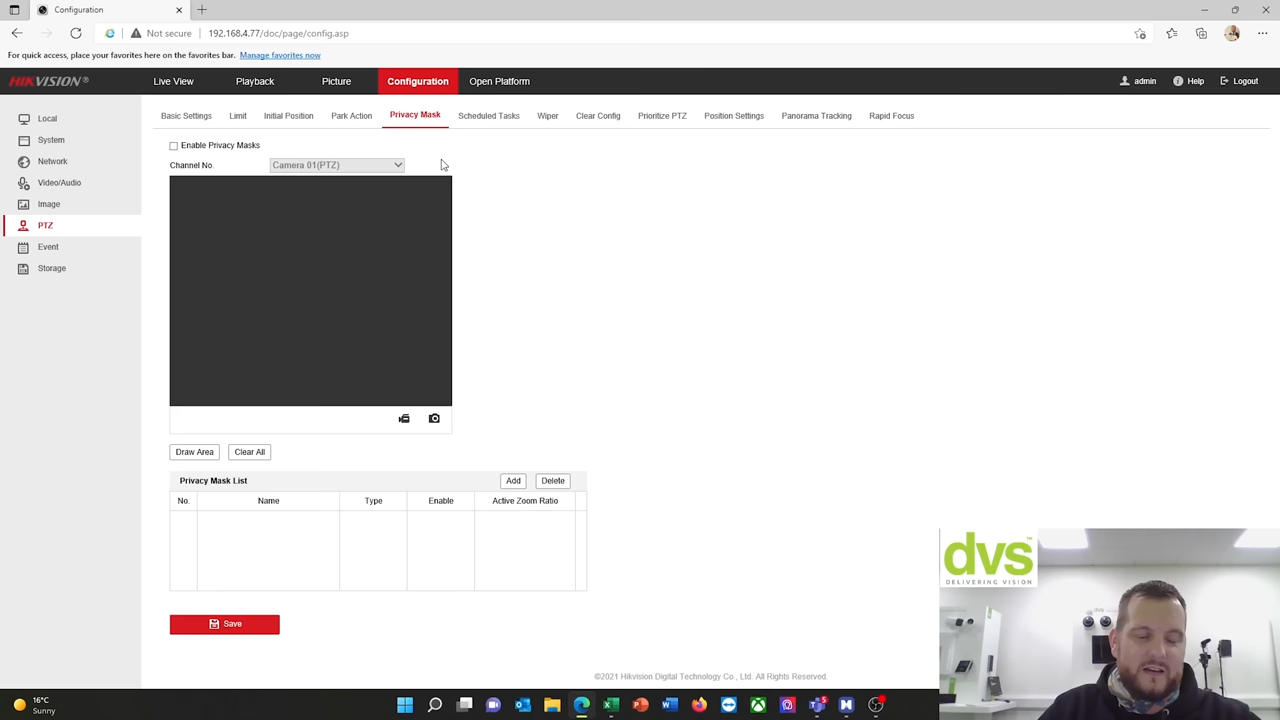 Configuration
Not secure 192.168.4.77/doc/page/config.asp
For quick access, place your favorites here on the favorites bar. Manage favorites now
HIKVISION® Live View Playback Picture Configuration Open Platform admin Help Logout
Local
System
Network
Video/Audio
Image
PTZ
Event
Storage
Basic Settings Limit Initial Position Park Action Privacy Mask Scheduled Tasks Wiper Clear Config Prioritize PTZ Position Settings Panorama Tracking Rapid Focus
Enable Privacy Masks
Channel No. Camera 01(PTZ)
Draw Area Clear All
Privacy Mask List Add Delete
No. Name Type Enable Active Zoom Ratio
Save
©2021 Hikvision Digital Technology Co., Ltd. All Rights Reserved.
dvs™
DELIVERING VISION
16°C
Sunny